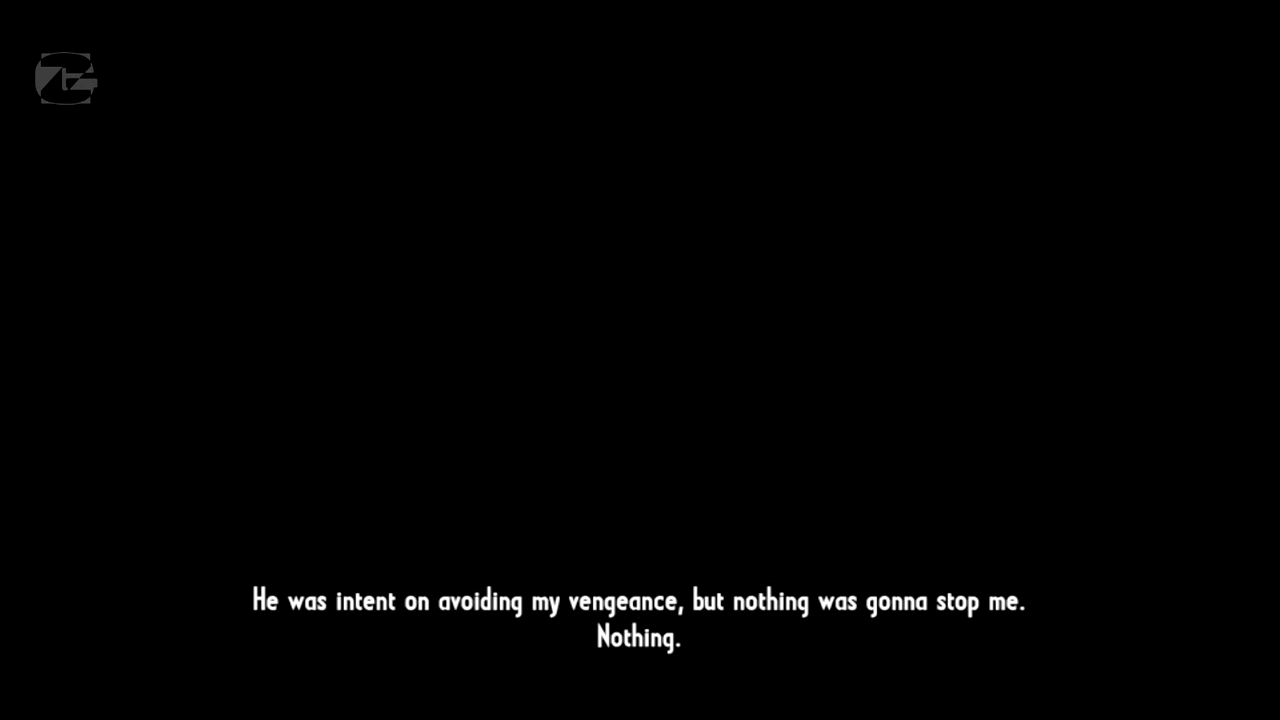 He was intent on avoiding my vengeance, but nothing was gonna stop me.
Nothing.